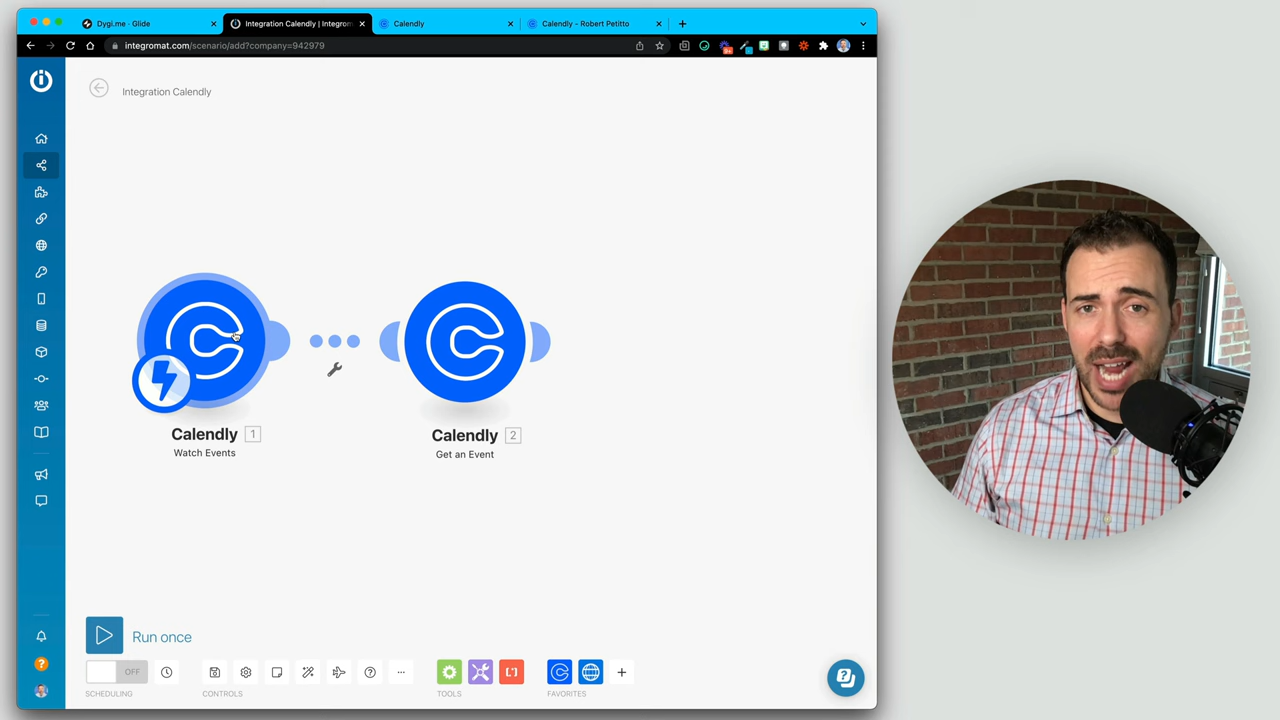 Dygi.me - Glide
Integration Calendly | Integrom
Calendly
Calendly - Robert Petitto
integromat.com/scenario/add?company=942979
Integration Calendly
Calendly 1
Watch Events
Calendly 2
Get an Event
Run once
OFF
SCHEDULING
CONTROLS
TOOLS
FAVORITES